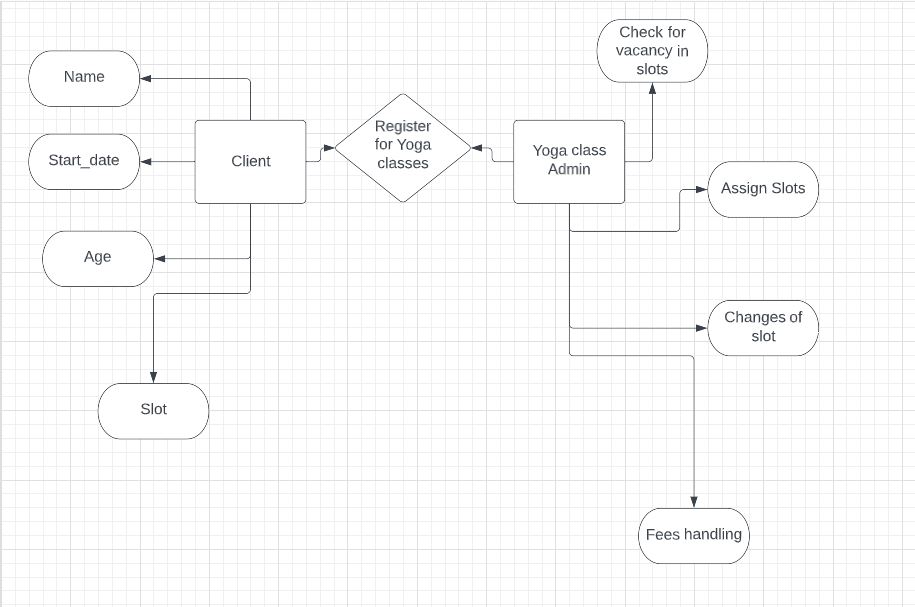 Check for
vacancy in
slots
Name
Register
for Yoga
classes
Start_date
Client
Yoga class
Admin
Assign Slots
Age
Changes of
slot
Slot
Fees handling